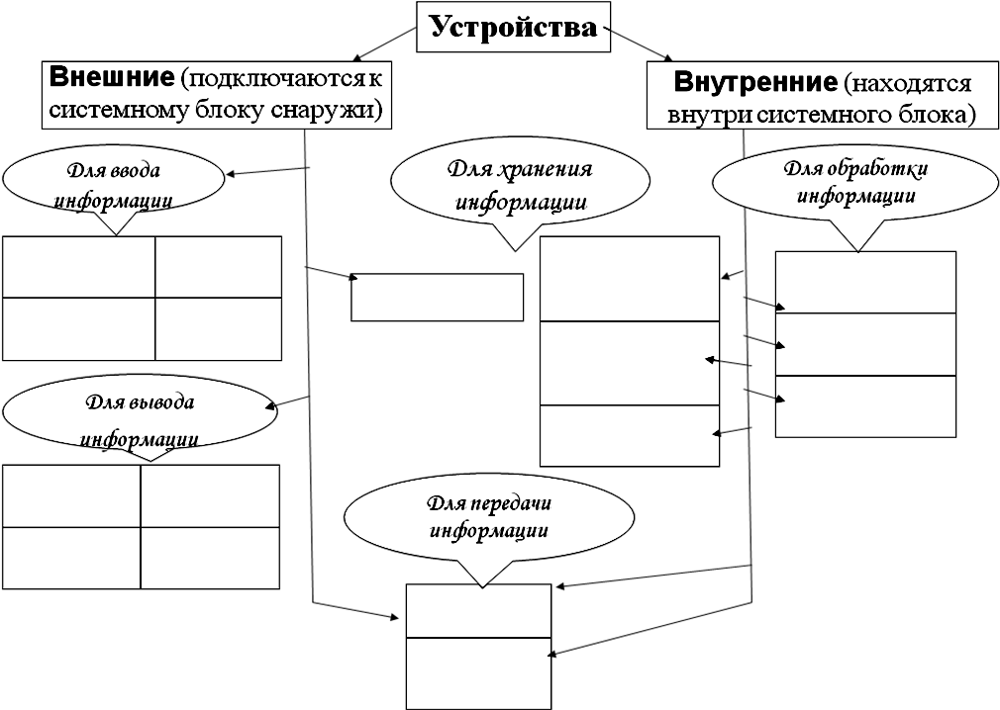 Устройства
Внешние (подключаются к
системному блоку снаружи)
Внутренние (находятся
внутри системного блока)
Для ввода
информации
Для хранения
информации
Для обработки
информации
Для вывода
информации
Для передачи
информации